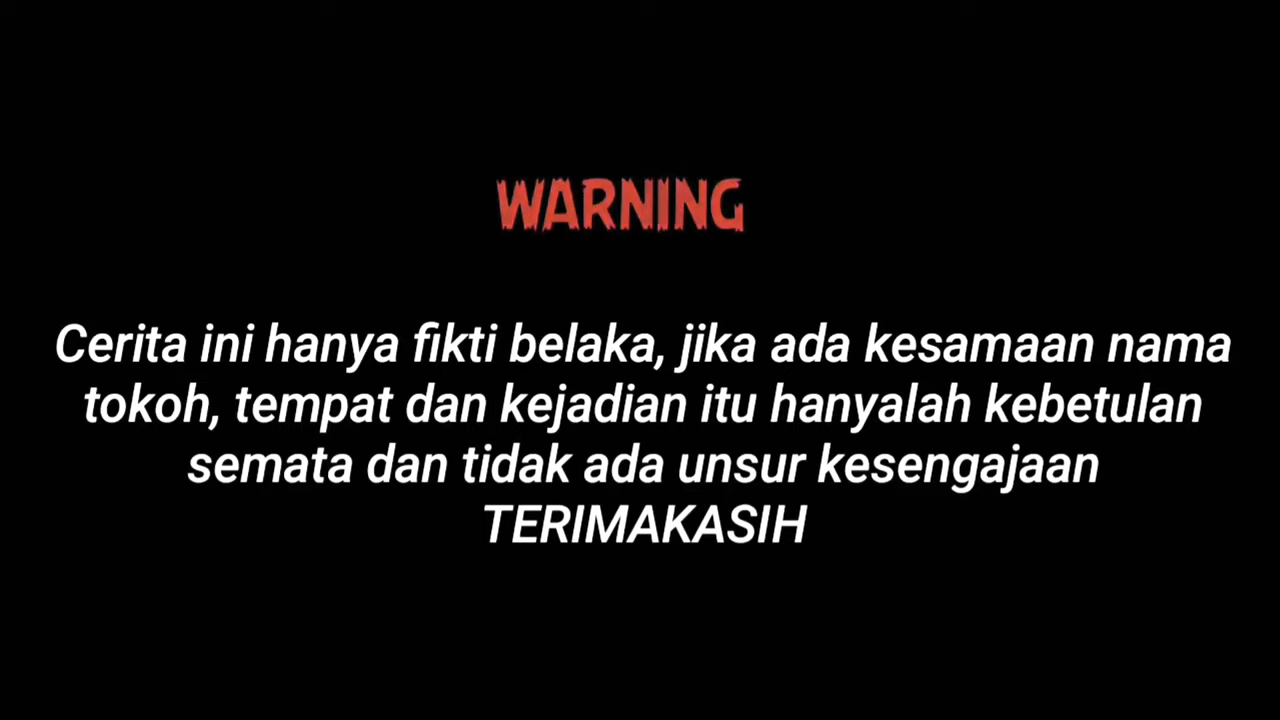 WARNING
Cerita ini hanya fikti belaka, jika ada kesamaan nama
tokoh, tempat dan kejadian itu hanyalah kebetulan
semata dan tidak ada unsur kesengajaan
TERIMAKASIH